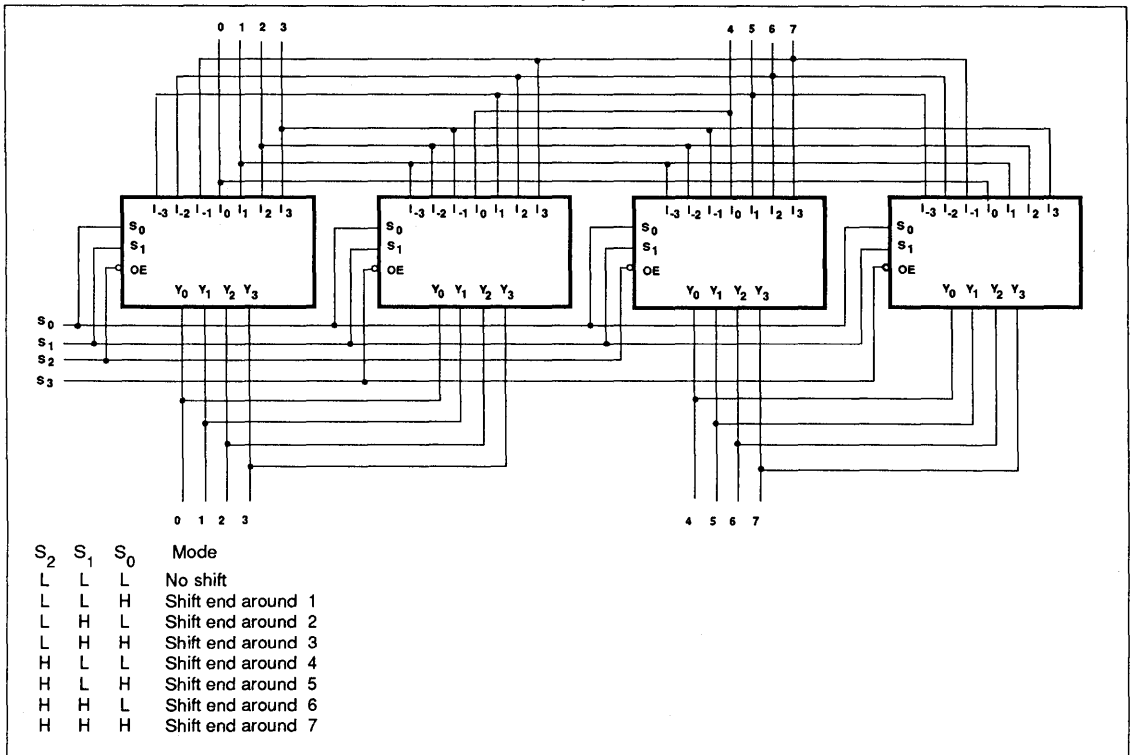 0 1 2 3 4 5 6 7
I-3 I-2 I-1 I0 I1 I2 I3 I-3 I-2 I-1 I0 I1 I2 I3 I-3 I-2 I-1 I0 I1 I2 I3 I-3 I-2 I-1 I0 I1 I2 I3
S0 S0 S0 S0
S1 S1 S1 S1
OE OE OE OE
Y0 Y1 Y2 Y3 Y0 Y1 Y2 Y3 Y0 Y1 Y2 Y3 Y0 Y1 Y2 Y3
S0
S1
S2
S3
0 1 2 3 4 5 6 7
S2 S1 S0 Mode
L L L No shift
L L H Shift end around 1
L H L Shift end around 2
L H H Shift end around 3
H L L Shift end around 4
H L H Shift end around 5
H H L Shift end around 6
H H H Shift end around 7